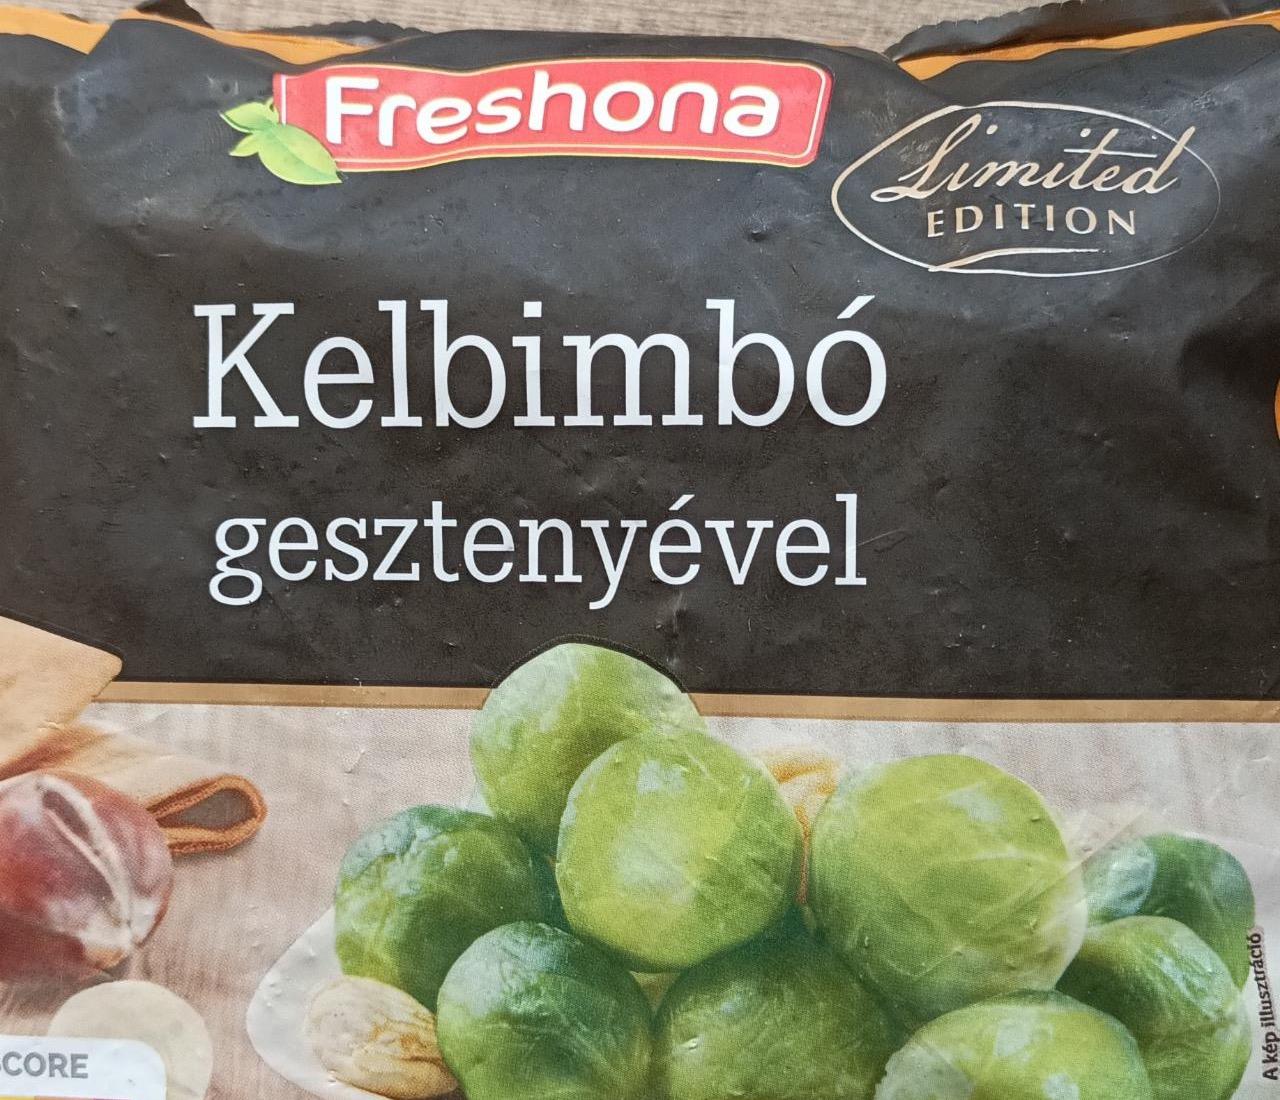 Freshona
Limited
EDITION
Kelbimbó
gesztenyével
SCORE
A kép illusztráció